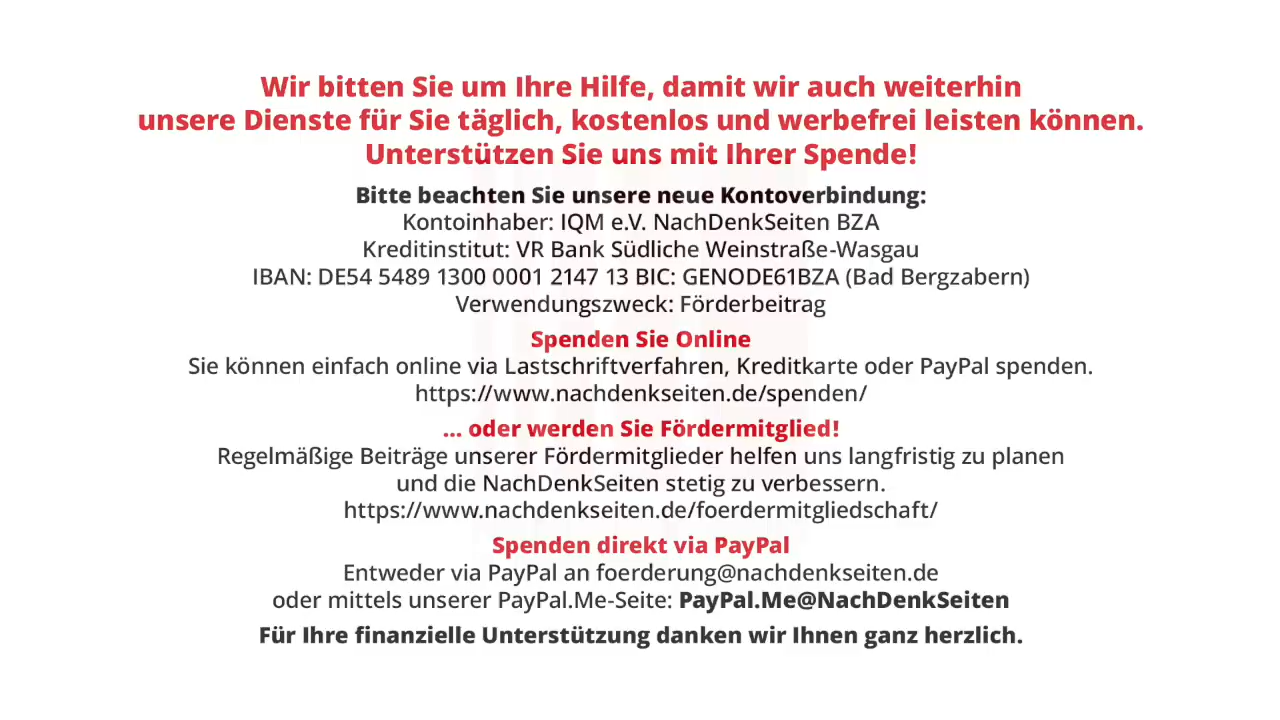 Wir bitten Sie um Ihre Hilfe, damit wir auch weiterhin
unsere Dienste für Sie täglich, kostenlos und werbefrei leisten können.
Unterstützen Sie uns mit Ihrer Spende!
Bitte beachten Sie unsere neue Kontoverbindung:
Kontoinhaber: IQM e.V. NachDenkSeiten BZA
Kreditinstitut: VR Bank Südliche Weinstraße-Wasgau
IBAN: DE54 5489 1300 0001 2147 13 BIC: GENODE61BZA (Bad Bergzabern)
Verwendungszweck: Förderbeitrag
Spenden Sie Online
Sie können einfach online via Lastschriftverfahren, Kreditkarte oder PayPal spenden.
https://www.nachdenkseiten.de/spenden/
... oder werden Sie Fördermitglied!
Regelmäßige Beiträge unserer Fördermitglieder helfen uns langfristig zu planen
und die NachDenkSeiten stetig zu verbessern.
https://www.nachdenkseiten.de/foerdermitgliedschaft/
Spenden direkt via PayPal
Entweder via PayPal an foerderung@nachdenkseiten.de
oder mittels unserer PayPal.Me-Seite: PayPal.Me@NachDenkSeiten
Für Ihre finanzielle Unterstützung danken wir Ihnen ganz herzlich.